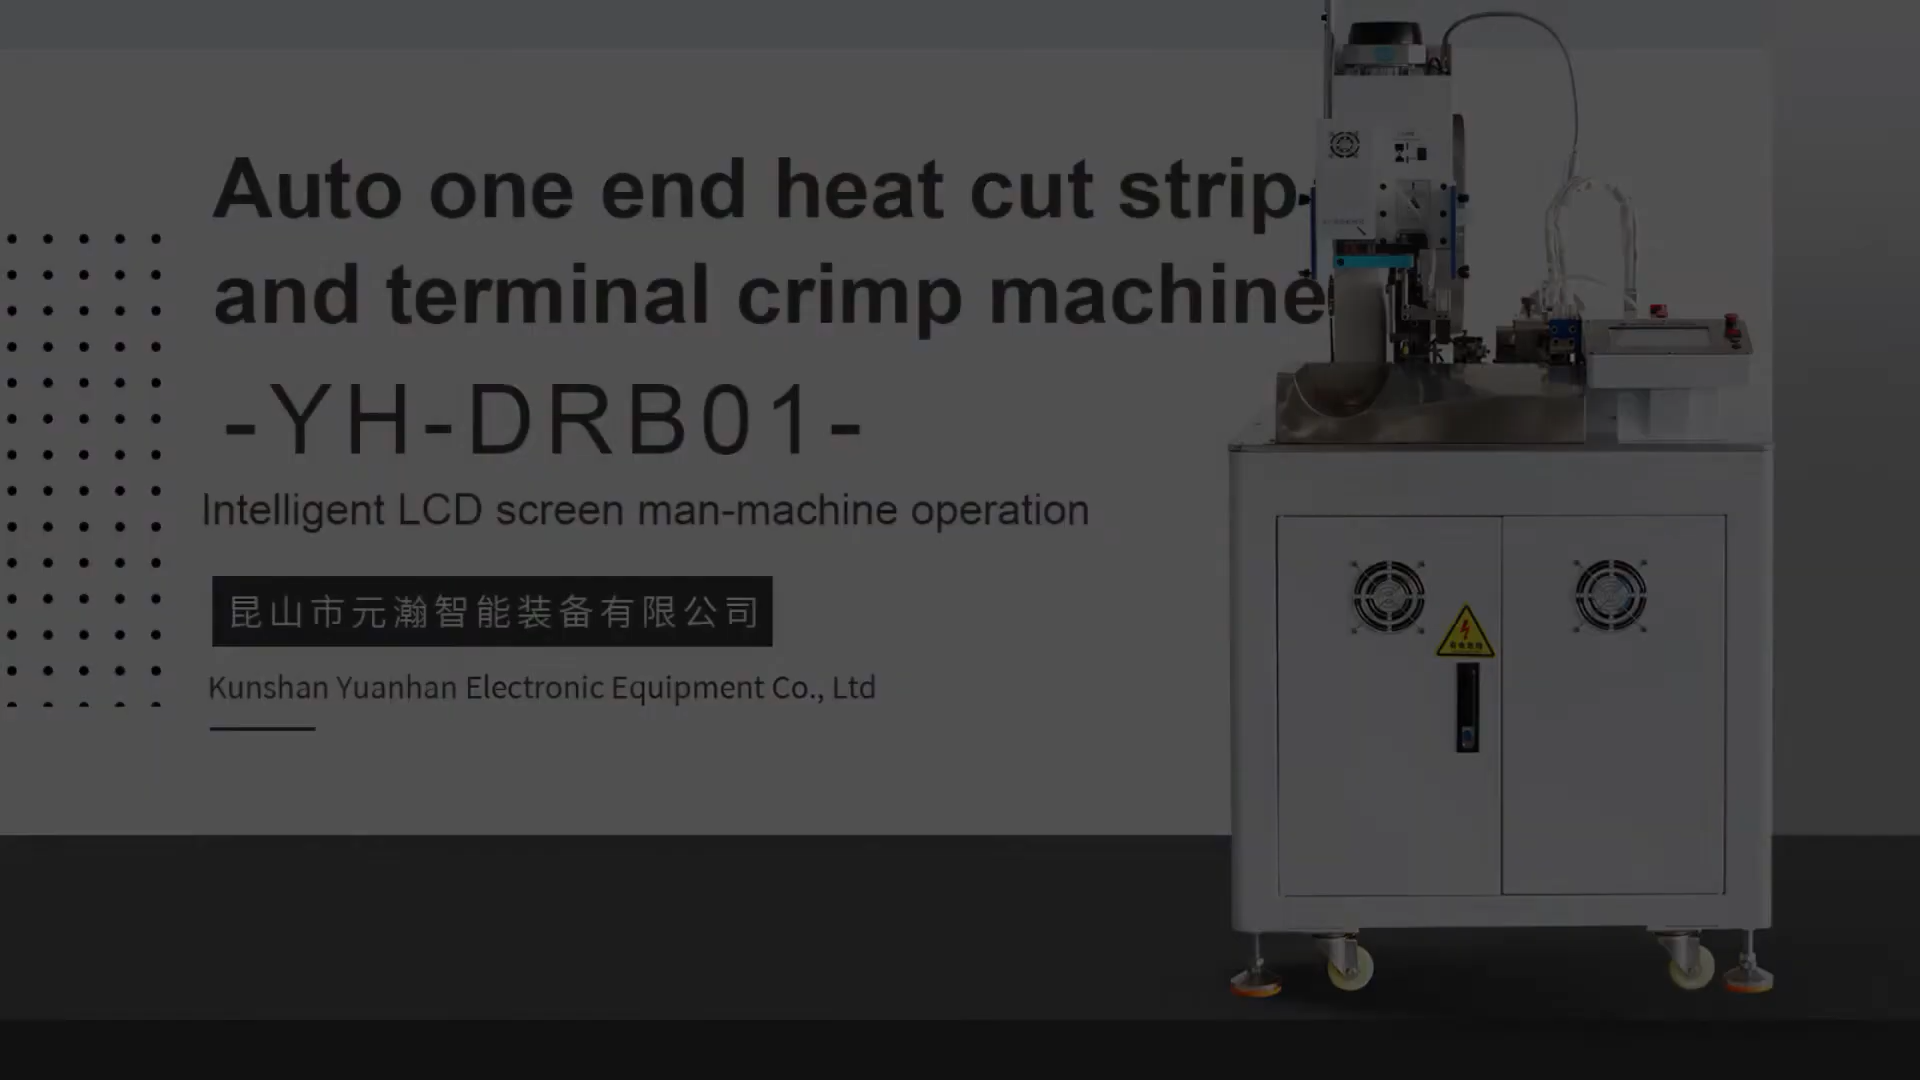 Auto one end heat cut strip
and terminal crimp machine
-YH-DRB01-
Intelligent LCD screen man-machine operation
昆山市元瀚智能装备有限公司
Kunshan Yuanhan Electronic Equipment Co., Ltd